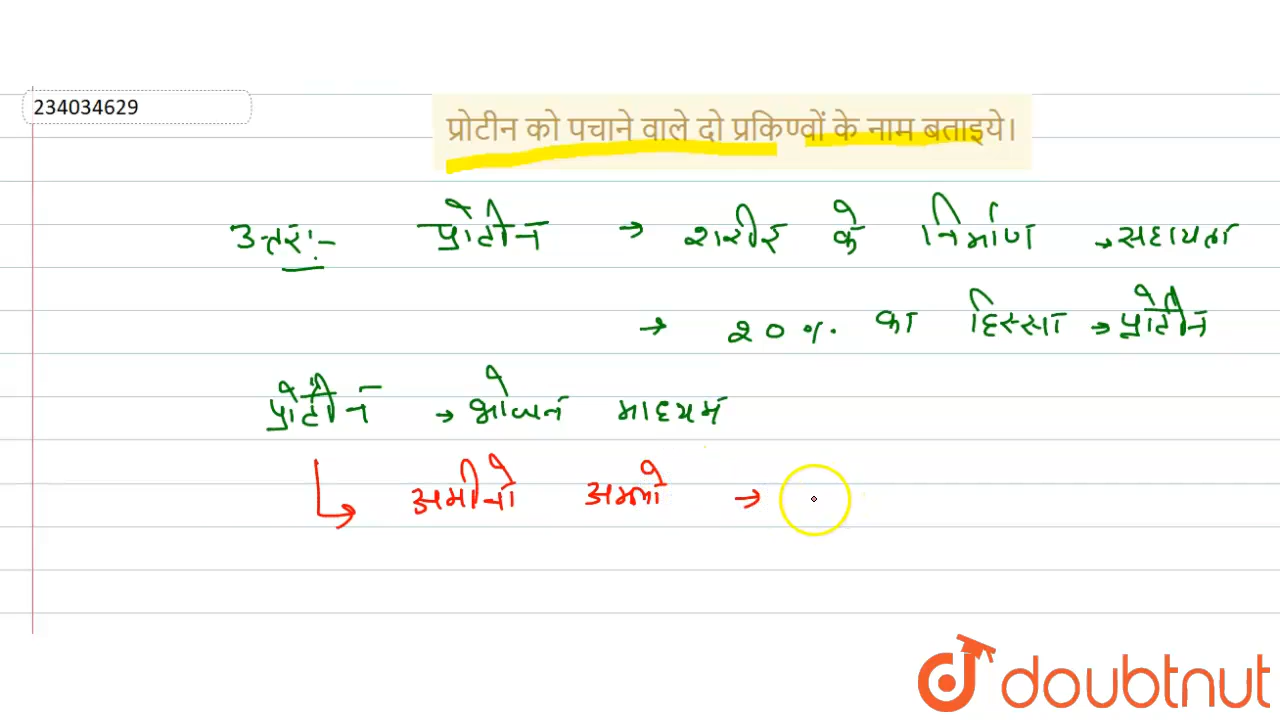 234034629
प्रोटीन को पचाने वाले दो प्रकिण्वों के नाम बताइये।
उत्तर:- प्रोटीन → शरीर के निर्माण → सहायता
→ 20%. का हिस्सा → प्रोटीन
प्रोटीन → भोजन माध्यम
↳ अमीनो अम्लो →
doubtnut